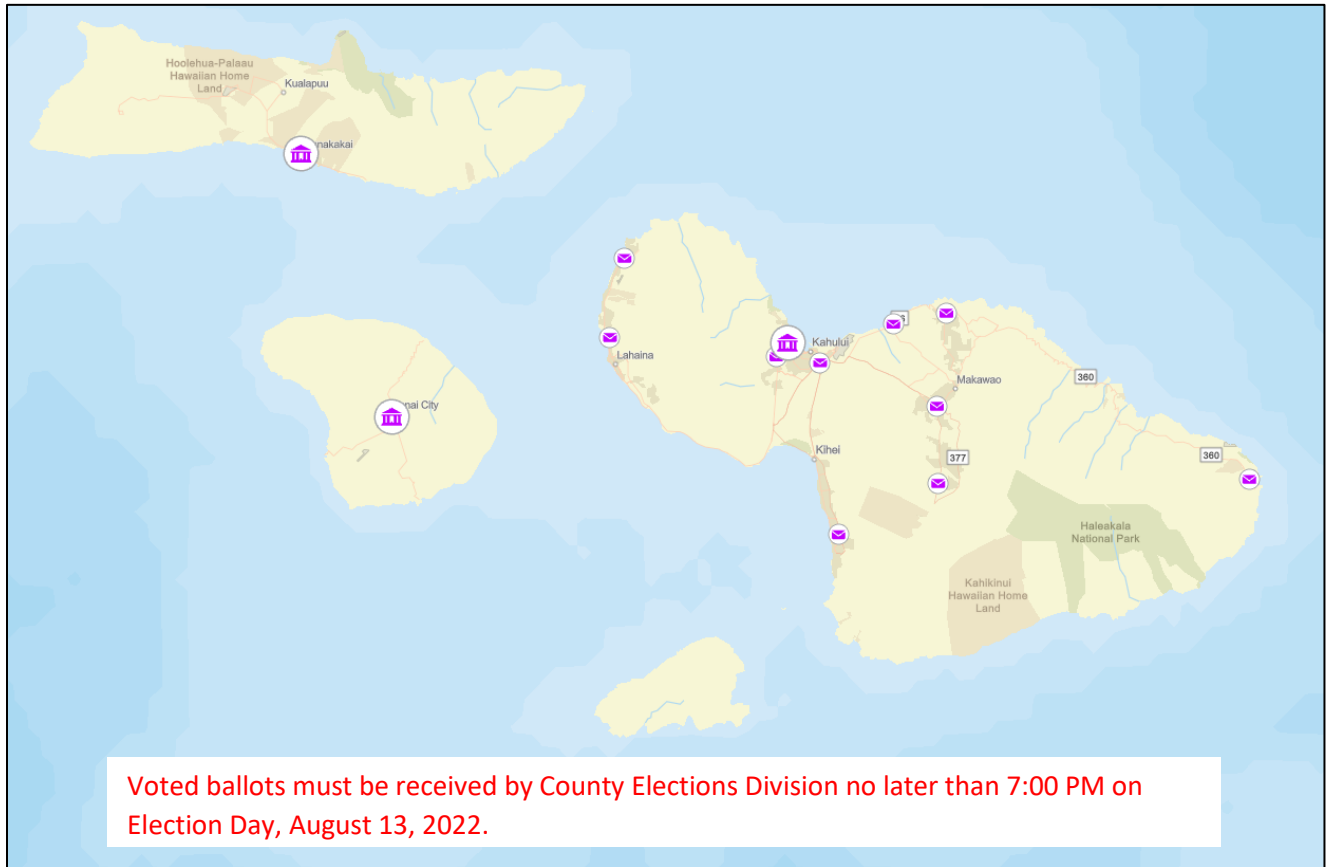 Hoolehua-Palaau
Hawaiian Home
Land
Kualapuu
nakakai
Lahaina
Kahului
Makawao
360
nai City
Kihei
377
360
Haleakala
National Park
Kahikinui
Hawaiian Home
Land
Voted ballots must be received by County Elections Division no later than 7:00 PM on
Election Day, August 13, 2022.